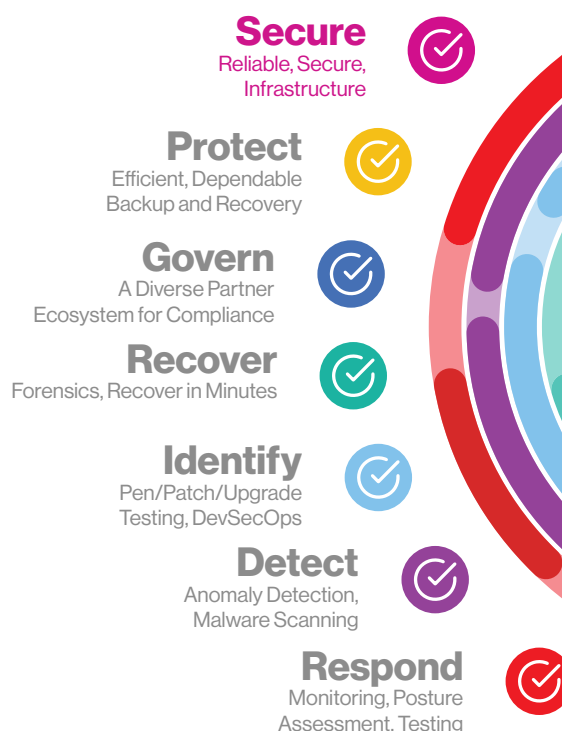 Secure
Reliable, Secure,
Infrastructure
Protect
Efficient, Dependable
Backup and Recovery
Govern
A Diverse Partner
Ecosystem for Compliance
Recover
Forensics, Recover in Minutes
Identify
Pen/Patch/Upgrade
Testing, DevSecOps
Detect
Anomaly Detection,
Malware Scanning
Respond
Monitoring, Posture
Assessment, Testing